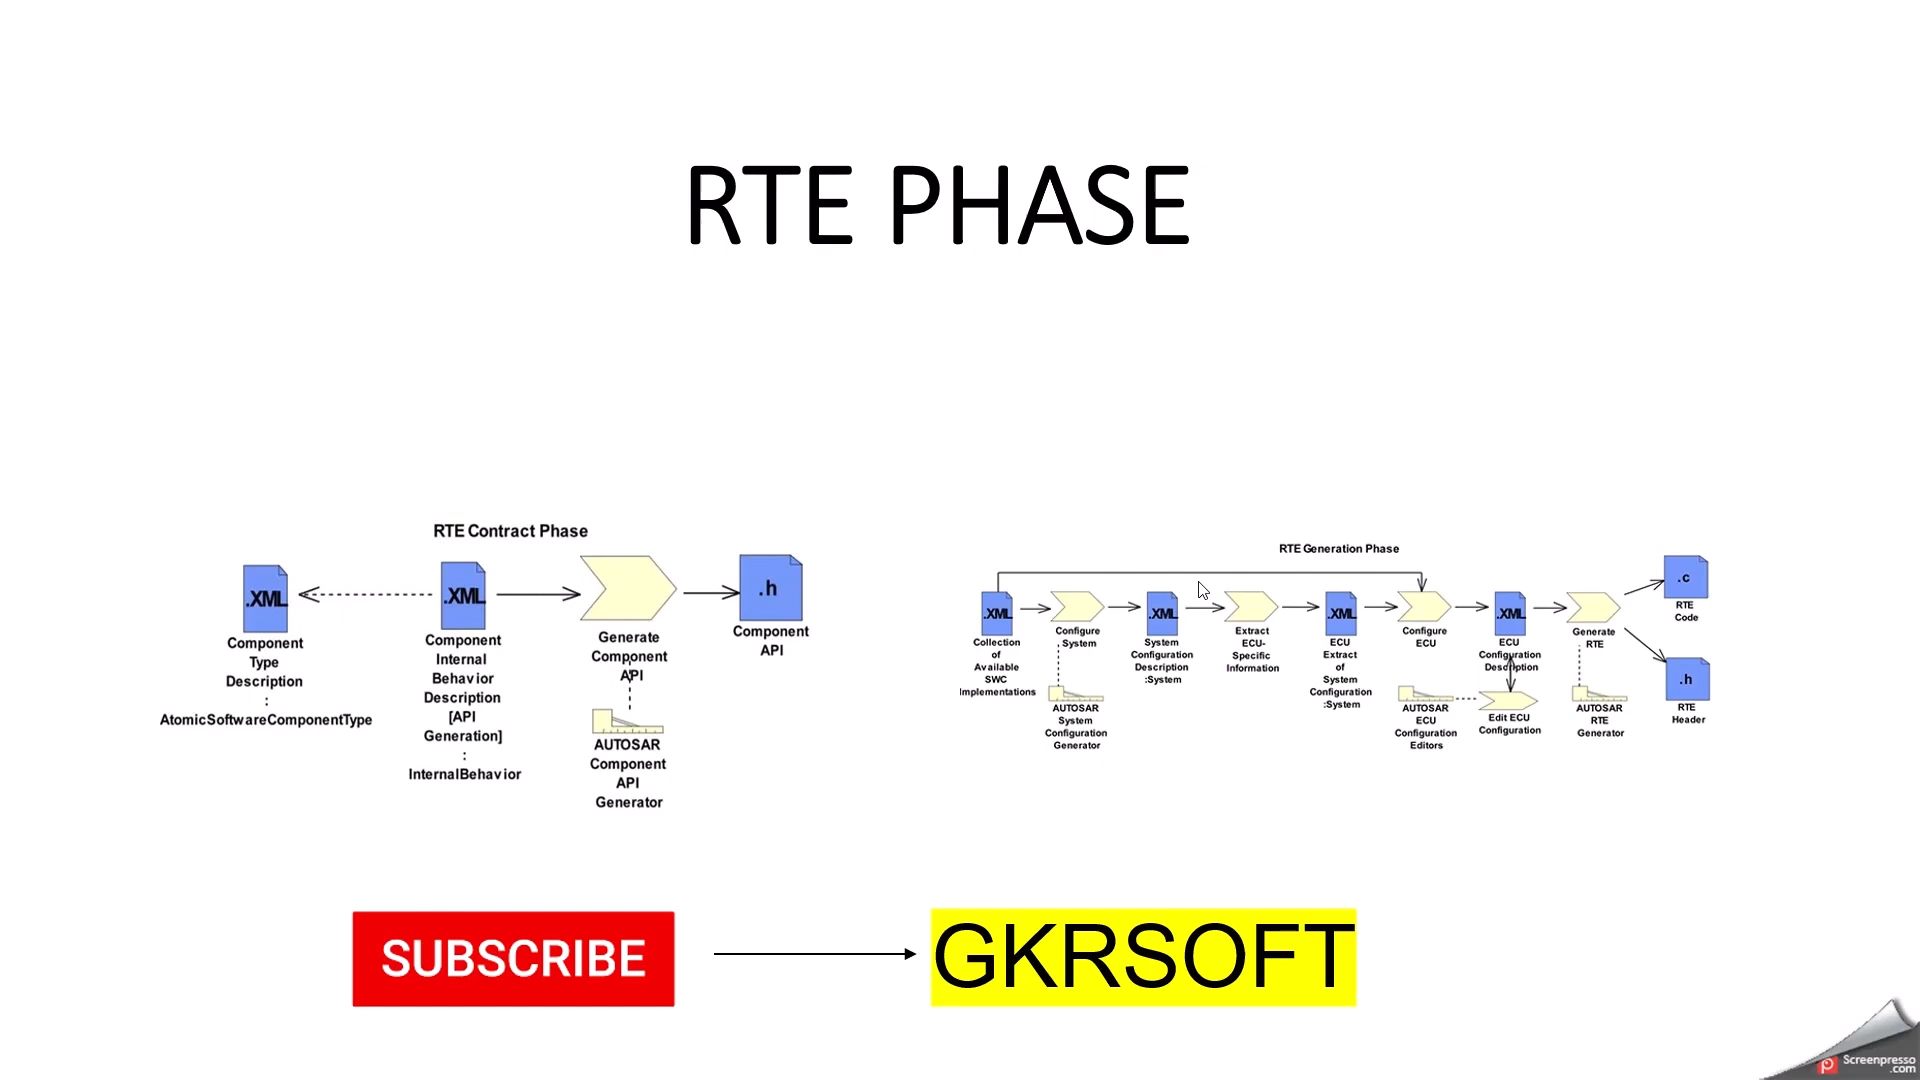 RTE PHASE
RTE Contract Phase
.XML
Component
Type
Description
:
AtomicSoftwareComponentType
.XML
Component
Internal
Behavior
Description
[API
Generation]
:
InternalBehavior
Generate
Component
API
AUTOSAR
Component
API
Generator
.h
Component
API
RTE Generation Phase
.XML
Collection
of
Available
SWC
Implementations
Configure
System
AUTOSAR
System
Configuration
Generator
.XML
System
Configuration
Description
:System
Extract
ECU-
Specific
Information
.XML
ECU
Extract
of
System
Configuration
:System
Configure
ECU
AUTOSAR
ECU
Configuration
Editors
.XML
ECU
Configuration
Description
Edit ECU
Configuration
Generate
RTE
AUTOSAR
RTE
Generator
.c
RTE
Code
.h
RTE
Header
SUBSCRIBE
GKRSOFT
Screenpresso
.com